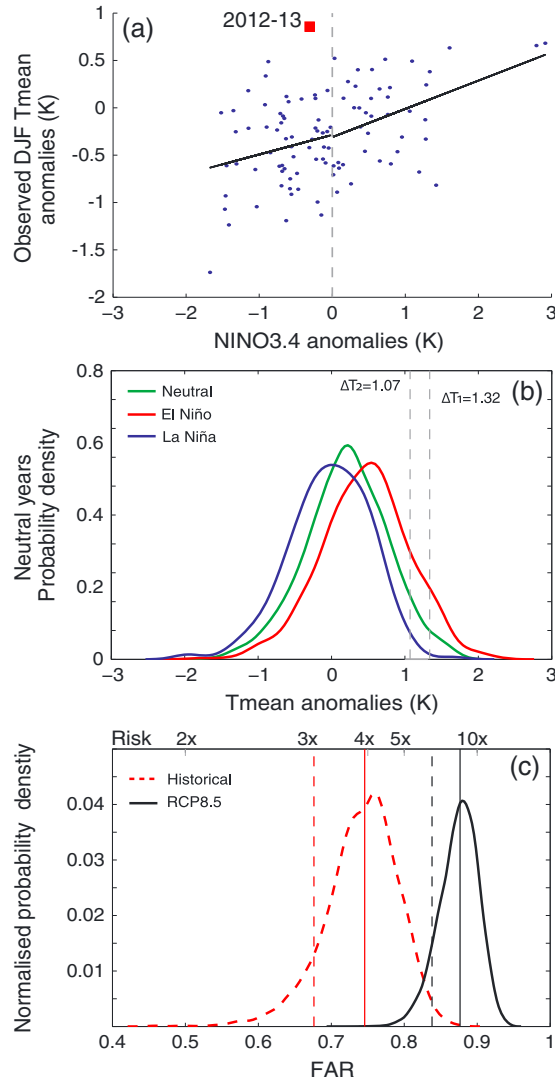 (a)
2012-13
1
0.5
0
-0.5
-1
-1.5
-2
Observed DJF Tmean
anomalies (K)
−3 −2 −1 0 1 2 3
NINO3.4 anomalies (K)
(b)
0.8
0.6
0.4
0.2
0
Neutral
El Niño
La Niña
ΔT2=1.07
ΔT1=1.32
Neutral years
Probability density
−3 −2 −1 0 1 2 3
Tmean anomalies (K)
Risk 2x 3x 4x 5x 10x
(c)
Historical
RCP8.5
0.04
0.03
0.02
0.01
Normalised probability denstiy
0.4 0.5 0.6 0.7 0.8 0.9 1
FAR